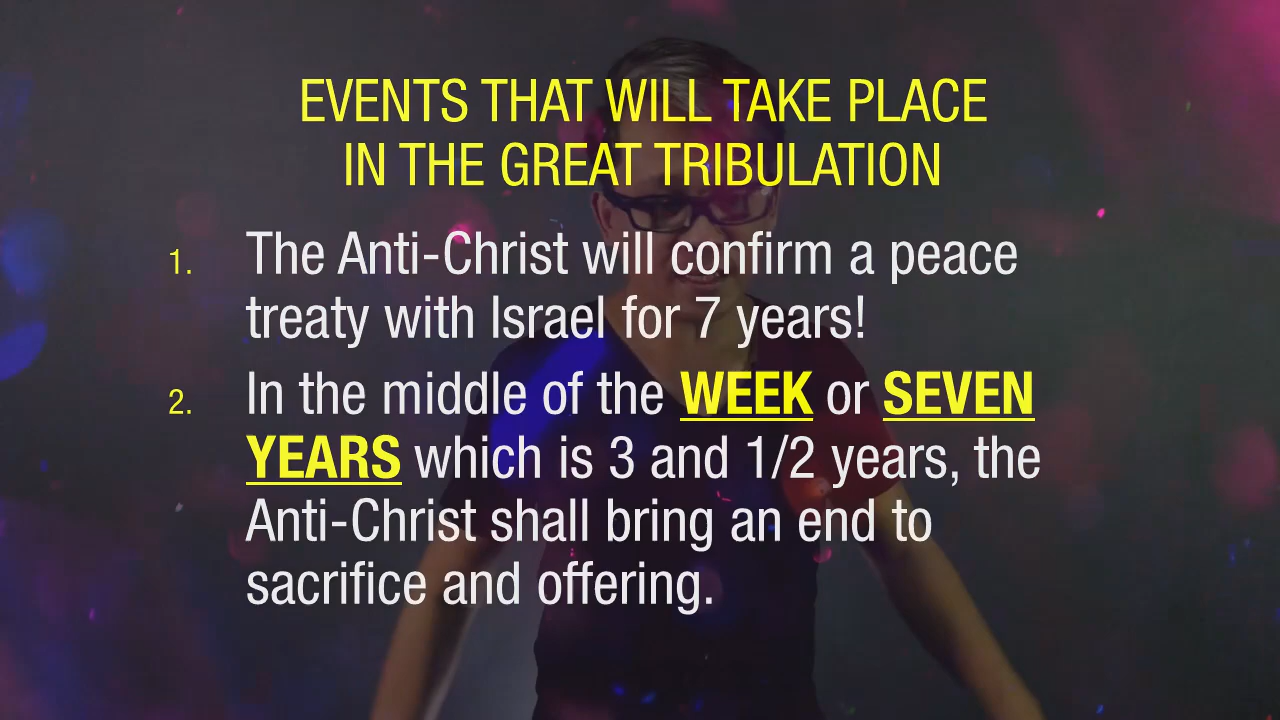 EVENTS THAT WILL TAKE PLACE
IN THE GREAT TRIBULATION
1. The Anti-Christ will confirm a peace
treaty with Israel for 7 years!
2. In the middle of the WEEK or SEVEN
YEARS which is 3 and 1/2 years, the
Anti-Christ shall bring an end to
sacrifice and offering.